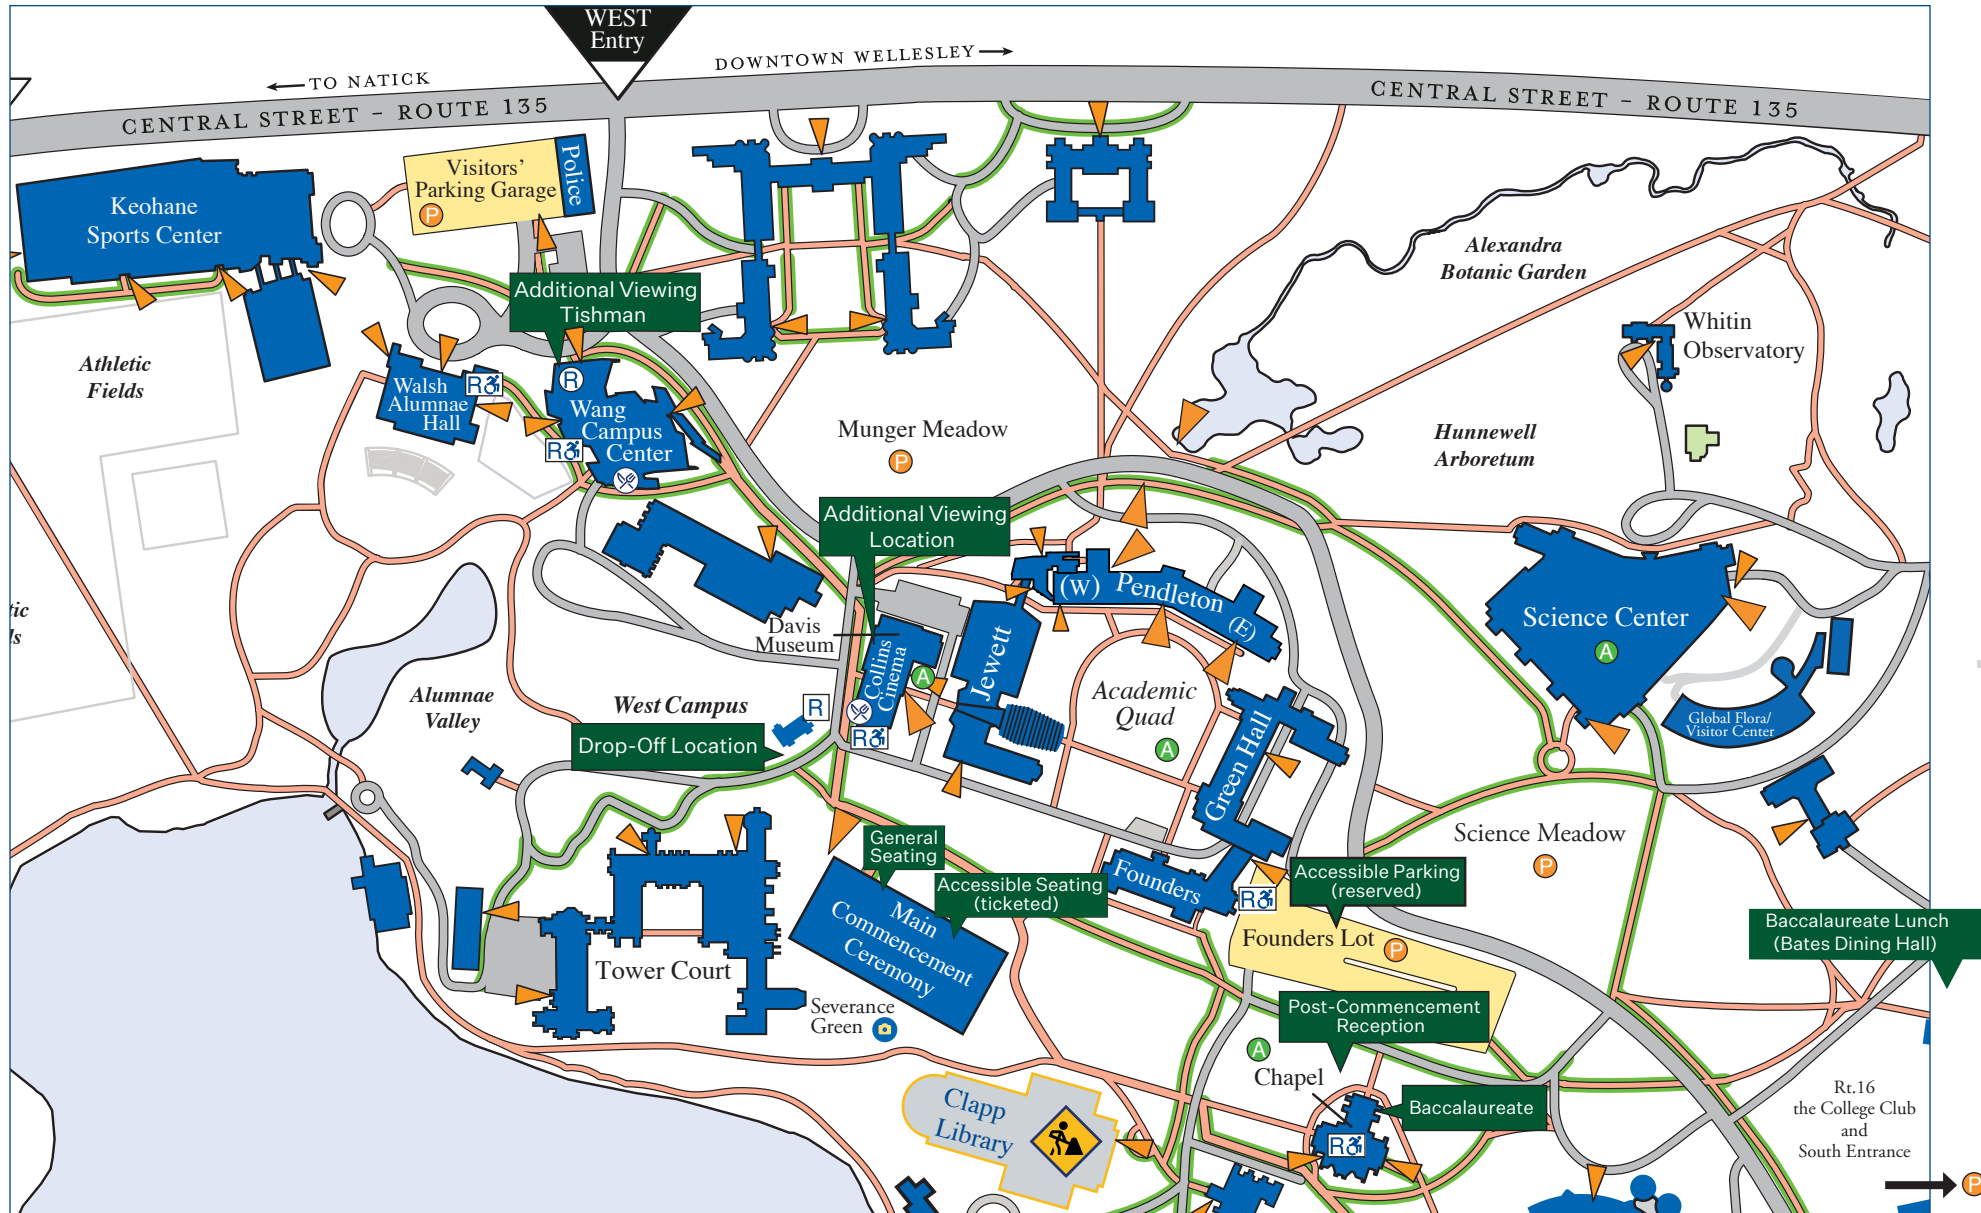 WEST
Entry
TO NATICK
DOWNTOWN WELLESLEY
CENTRAL STREET – ROUTE 135
CENTRAL STREET – ROUTE 135
Visitors'
Parking Garage
P
Police
Keohane
Sports Center
Additional Viewing
Tishman
Athletic
Fields
Walsh
Alumnae
Hall
R
R
Wang
Campus
Center
R
Munger Meadow
P
Alexandra
Botanic Garden
Whitin
Observatory
Hunnewell
Arboretum
Additional Viewing
Location
(W) Pendleton (E)
Science Center
A
Global Flora/
Visitor Center
tic
ls
Davis
Museum
Collins
Cinema
A
Jewett
Academic
Quad
A
Green Hall
Alumnae
Valley
West Campus
R
R
Drop-Off Location
General
Seating
Accessible Seating
(ticketed)
Main
Commencement
Ceremony
Founders
R
Accessible Parking
(reserved)
Science Meadow
P
Founders Lot
P
Baccalaureate Lunch
(Bates Dining Hall)
Tower Court
Severance
Green
Post-Commencement
Reception
A
Chapel
Baccalaureate
R
Clapp
Library
Rt.16
the College Club
and
South Entrance
P